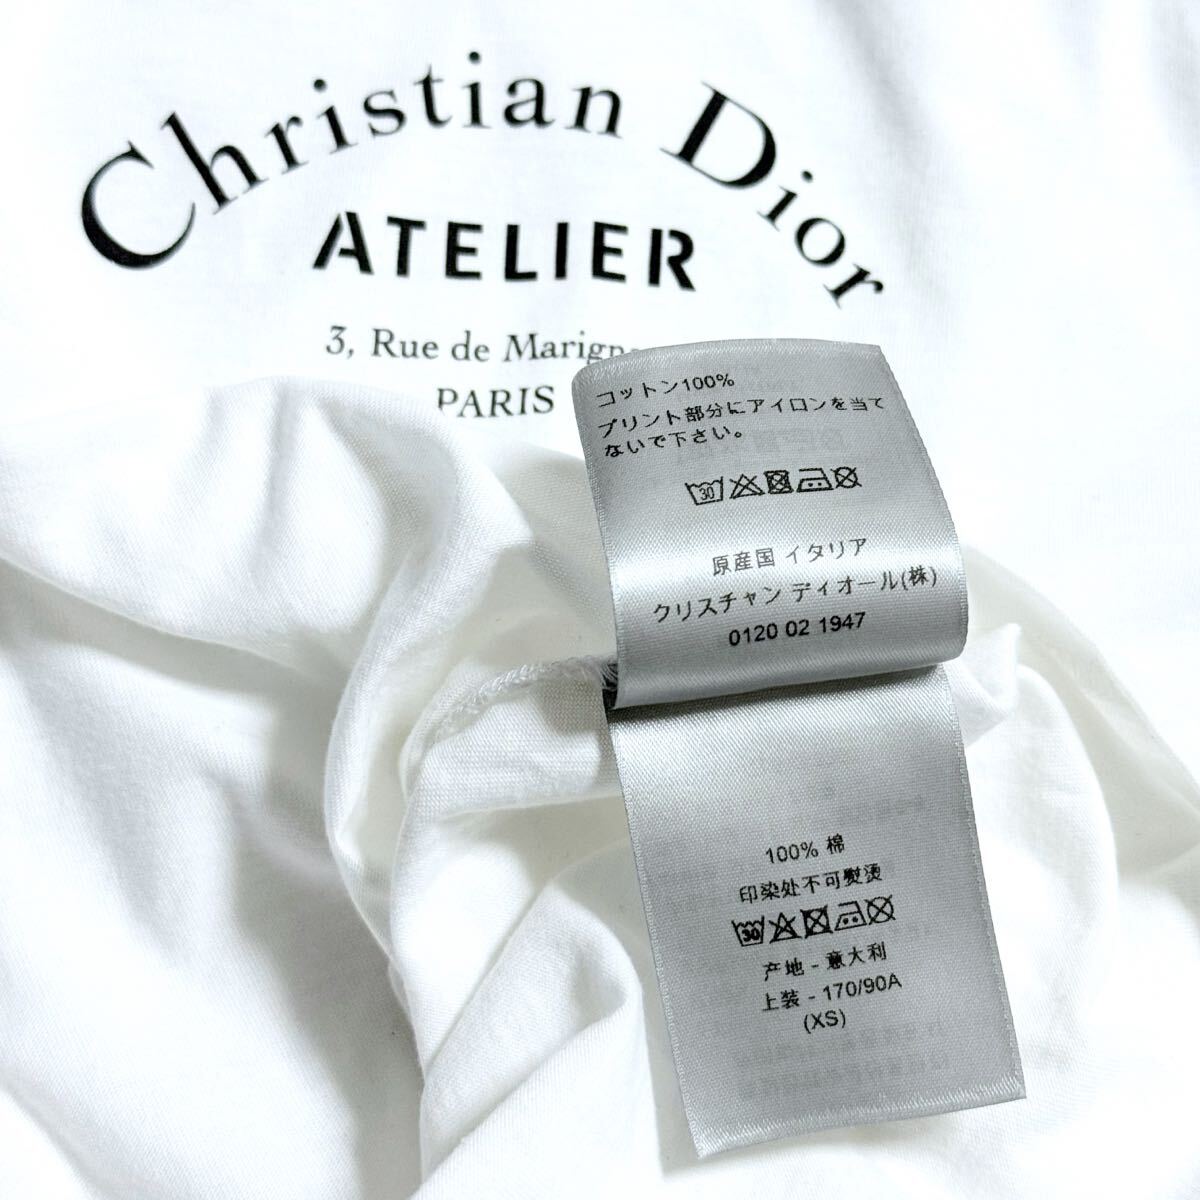 Christian Dior
ATELIER
3, Rue de
PARIS
コットン100%
プリント部分にアイロンを当て
ないで下さい。
30
原産国 イタリア
クリスチャン ディオール(株)
0120 02 1947
100% 棉
印染处不可熨烫
30
产地 - 意大利
上装 - 170/90A
(XS)